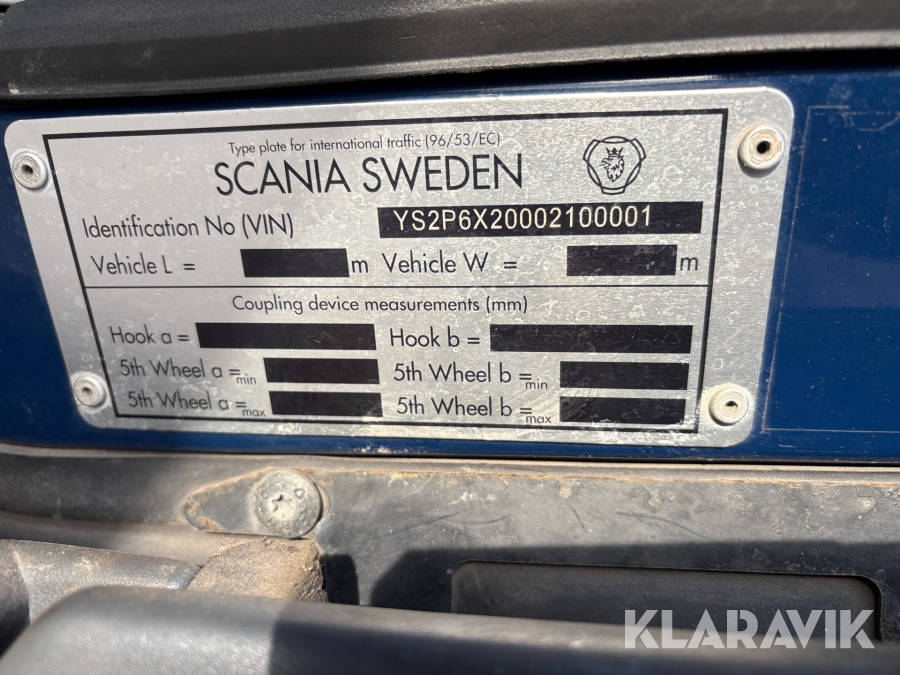 Type plate for international traffic (96/53/EC)
SCANIA SWEDEN
Identification No (VIN) YS2P6X20002100001
Vehicle L = m Vehicle W = m
Coupling device measurements (mm)
Hook a = Hook b =
5th Wheel a = min 5th Wheel b = min
5th Wheel a = max 5th Wheel b = max
KLARAVIK